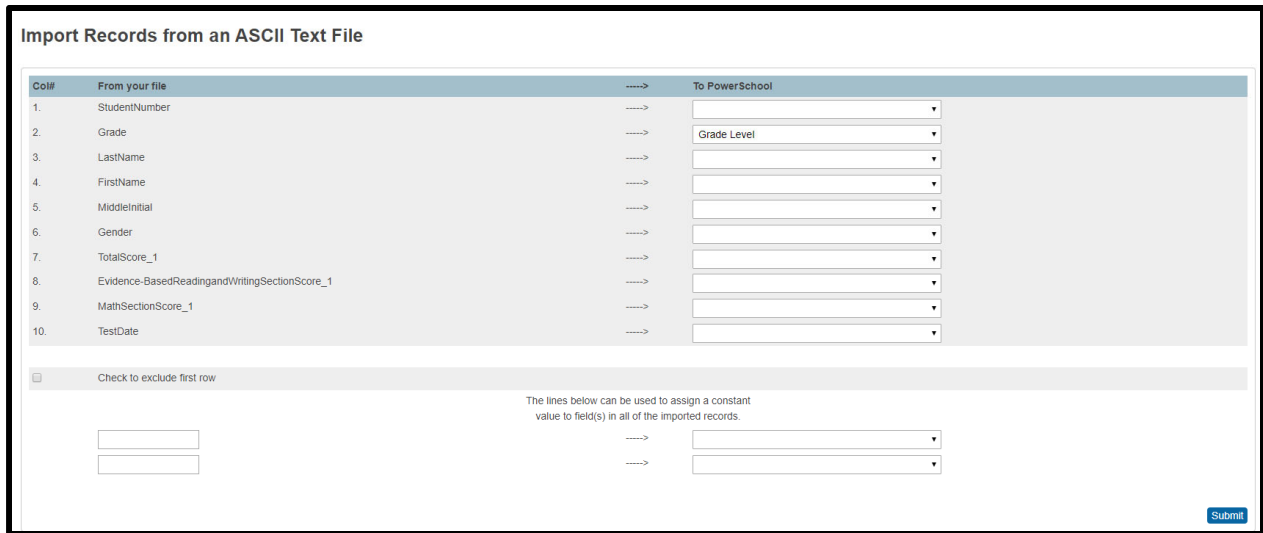 Import Records from an ASCII Text File
Col# From your file -----> To PowerSchool
1. StudentNumber ----->
2. Grade -----> Grade Level
3. LastName ----->
4. FirstName ----->
5. MiddleInitial ----->
6. Gender ----->
7. TotalScore_1 ----->
8. Evidence-BasedReadingandWritingSectionScore_1 ----->
9. MathSectionScore_1 ----->
10. TestDate ----->
Check to exclude first row
The lines below can be used to assign a constant
value to field(s) in all of the imported records.
----->
----->
Submit